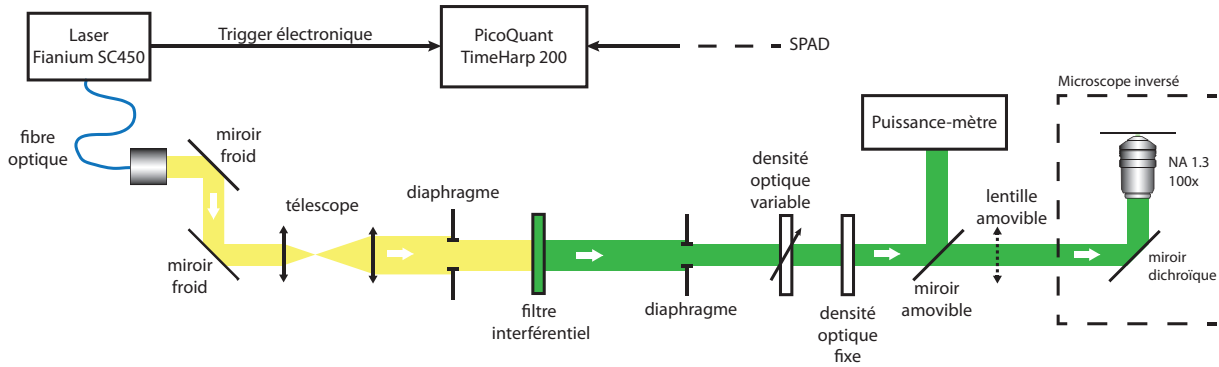 Laser
Fianium SC450
Trigger électronique
PicoQuant
TimeHarp 200
SPAD
Microscope inversé
fibre
optique
miroir
froid
Puissance-mètre
NA 1.3
100x
densité
optique
variable
télescope
diaphragme
lentille
amovible
miroir
froid
filtre
interférentiel
diaphragme
densité
optique
fixe
miroir
amovible
miroir
dichroïque